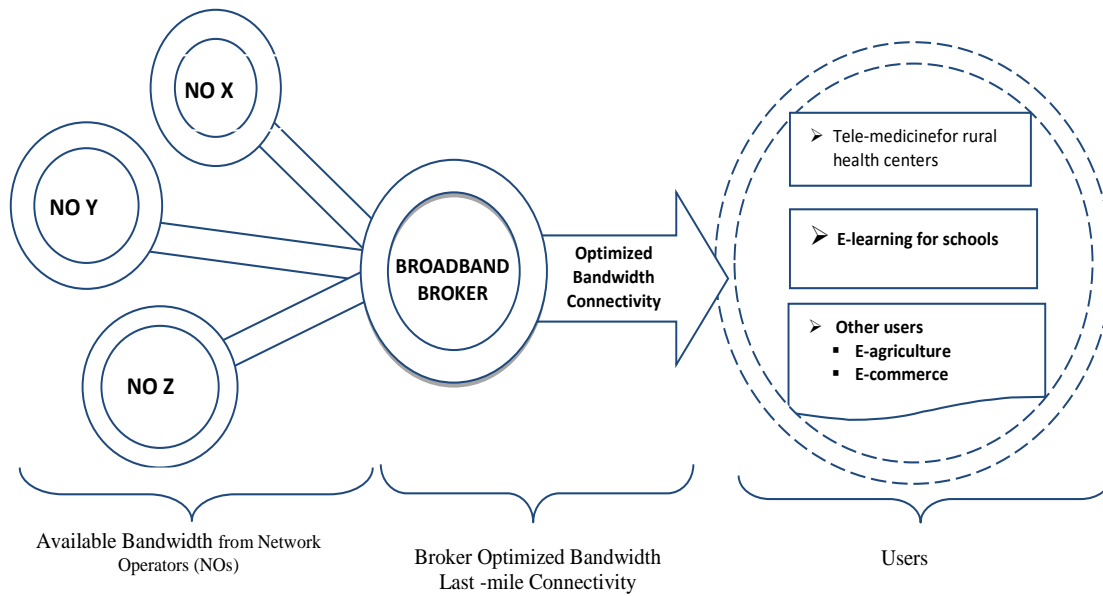 NO X
NO Y
NO Z
BROADBAND
BROKER
Optimized
Bandwidth
Connectivity
➢ Tele-medicinefor rural
health centers
➢ E-learning for schools
➢ Other users
▪ E-agriculture
▪ E-commerce
Available Bandwidth from Network
Operators (NOs)
Broker Optimized Bandwidth
Last -mile Connectivity
Users